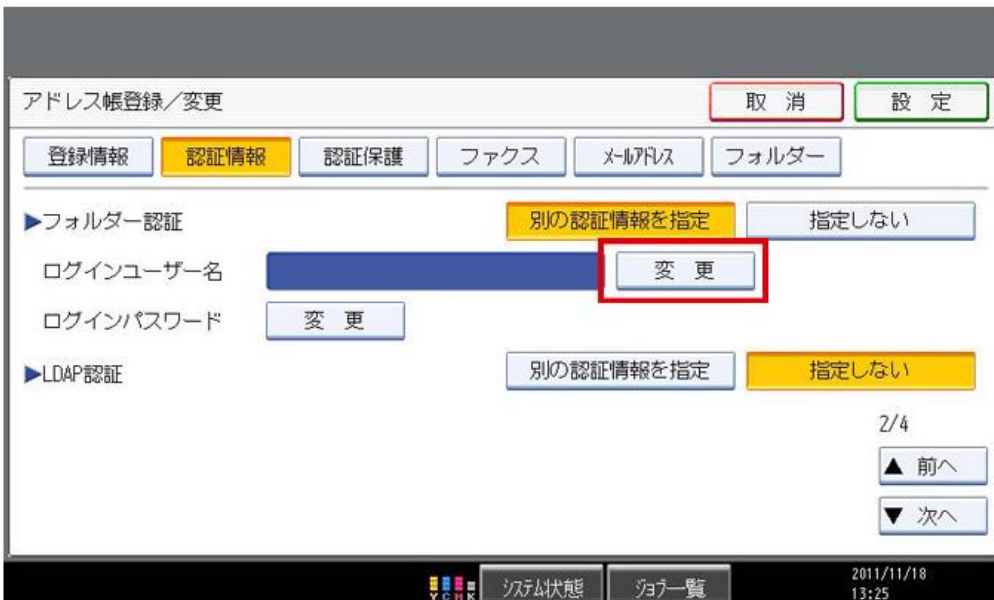 アドレス帳登録／変更 取 消 設 定
登録情報 認証情報 認証保護 ファクス メールアドレス フォルダー
▶フォルダー認証 別の認証情報を指定 指定しない
ログインユーザー名 変 更
ログインパスワード 変 更
▶LDAP認証 別の認証情報を指定 指定しない
2/4
▲ 前へ
▼ 次へ
システム状態 ジョブ一覧 2011/11/18
Y C M K 13:25